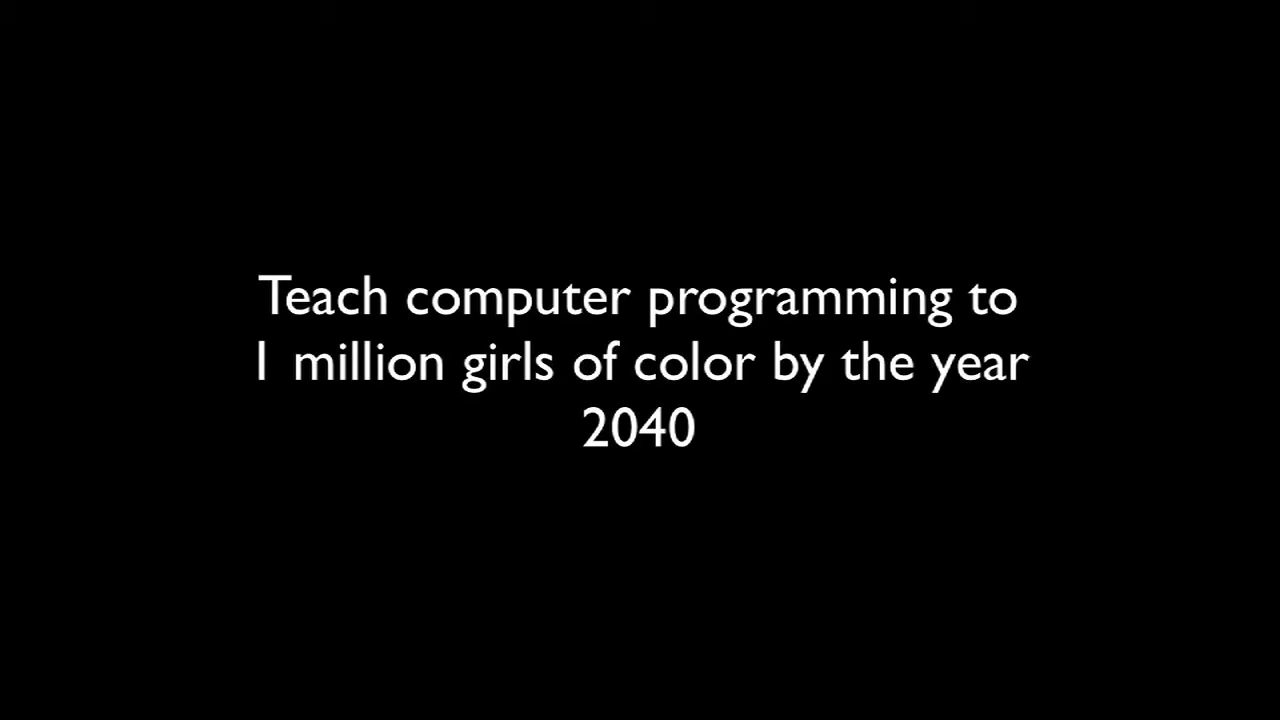 Teach computer programming to
1 million girls of color by the year
2040